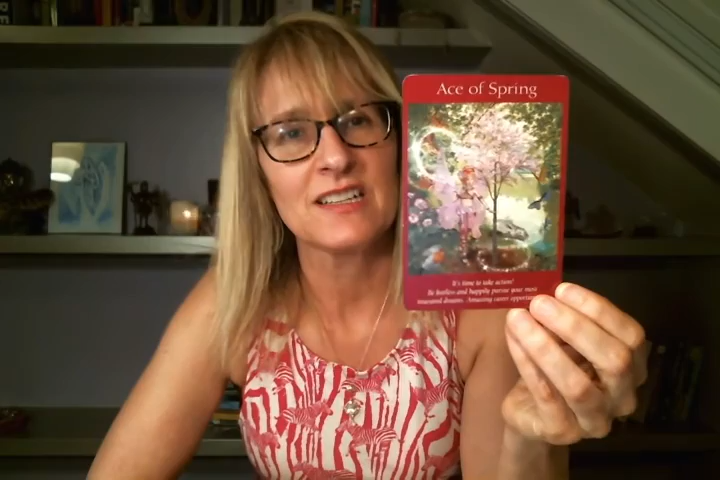 Ace of Spring
It's time to take action!
Be fearless and happily pursue your most
treasured dreams. Amazing career